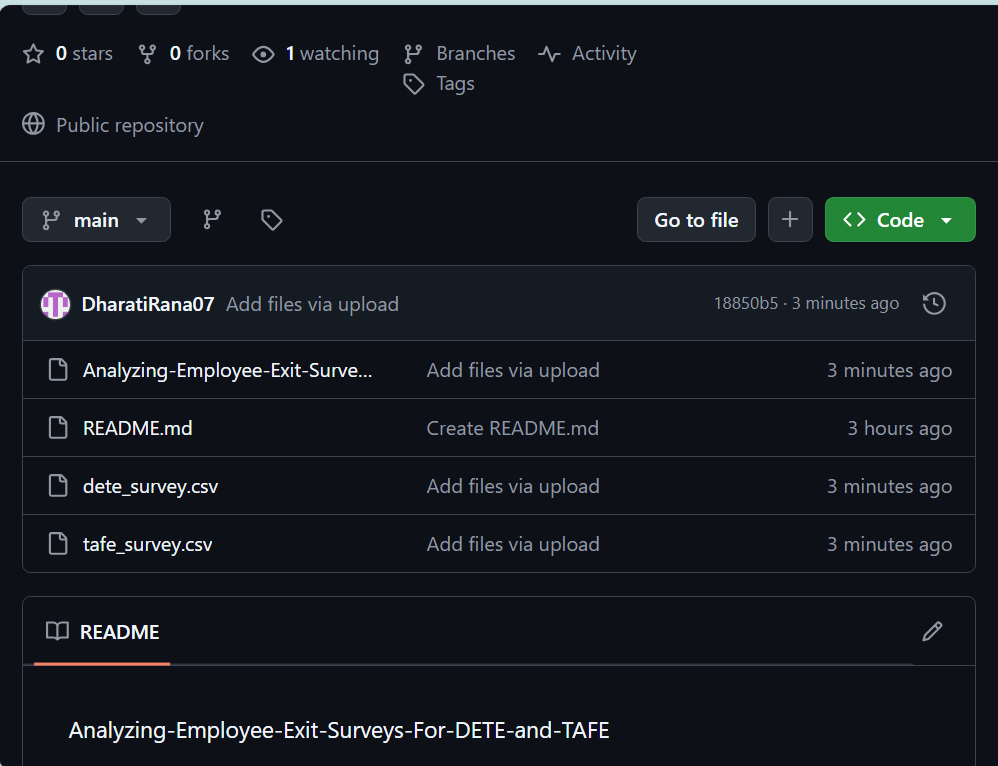 0 stars 0 forks 1 watching Branches Activity
Tags
Public repository
main Go to file Code
DharatiRana07 Add files via upload 18850b5 · 3 minutes ago
Analyzing-Employee-Exit-Surve... Add files via upload 3 minutes ago
README.md Create README.md 3 hours ago
dete_survey.csv Add files via upload 3 minutes ago
tafe_survey.csv Add files via upload 3 minutes ago
README
Analyzing-Employee-Exit-Surveys-For-DETE-and-TAFE